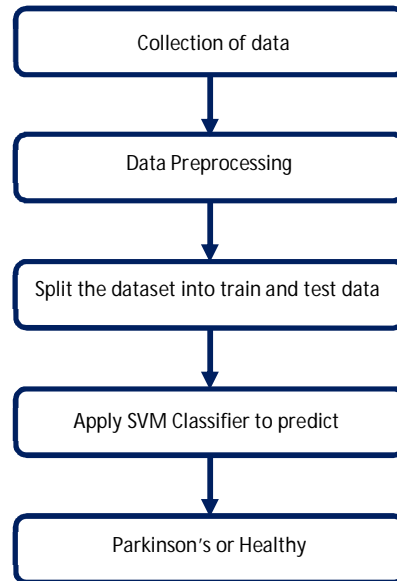 Collection of data
Data Preprocessing
Split the dataset into train and test data
Apply SVM Classifier to predict
Parkinson's or Healthy